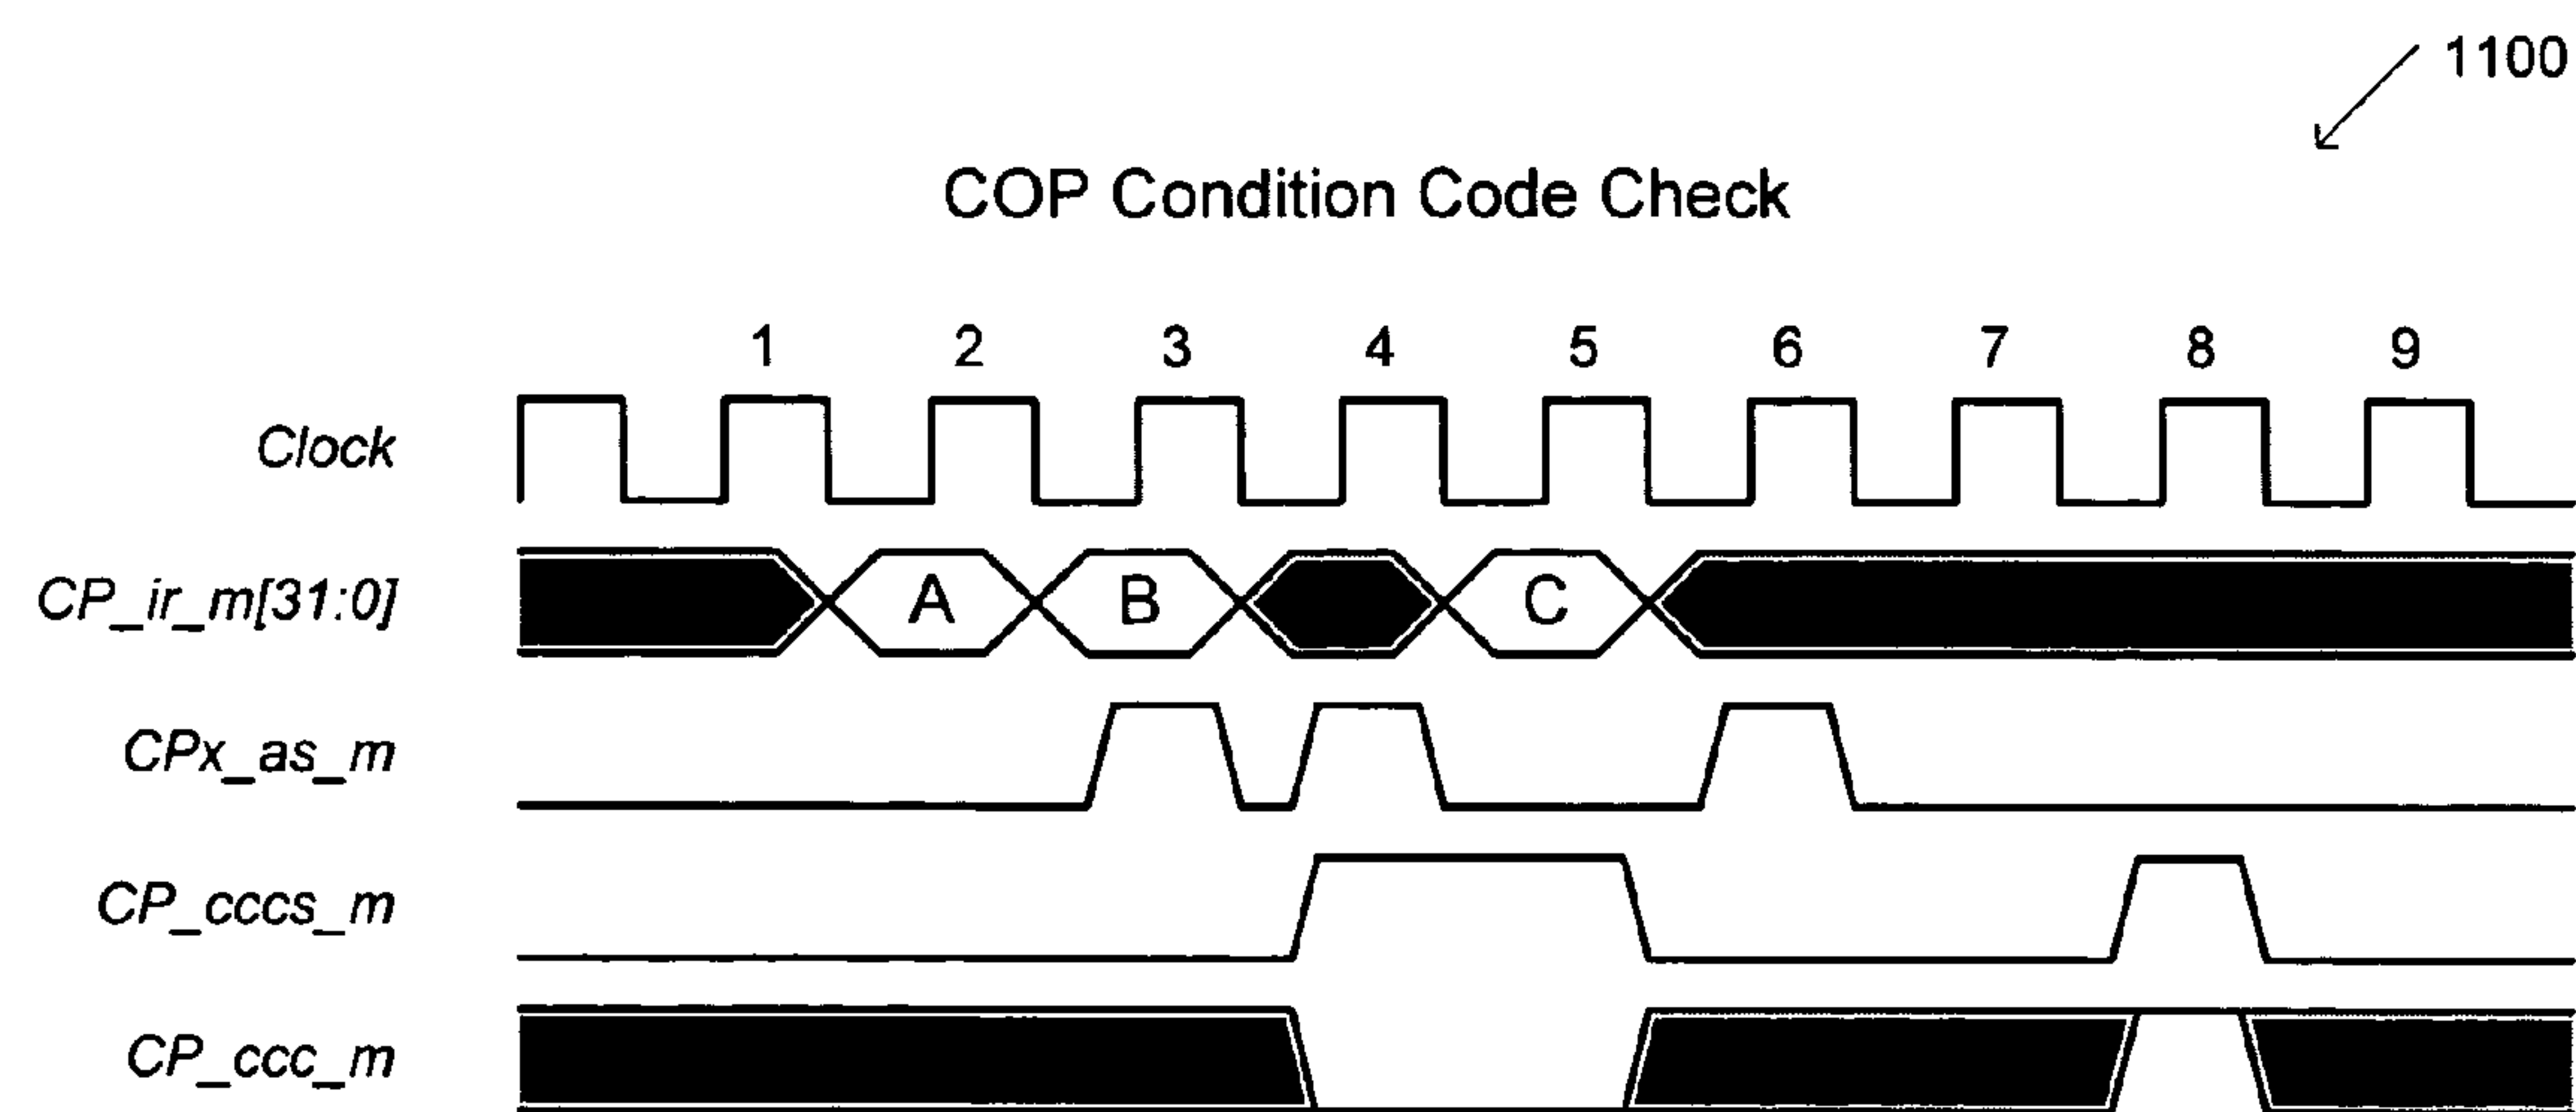 1100
COP Condition Code Check
1 2 3 4 5 6 7 8 9
Clock
CP_ir_m[31:0] A B C
CPx_as_m
CP_cccs_m
CP_ccc_m